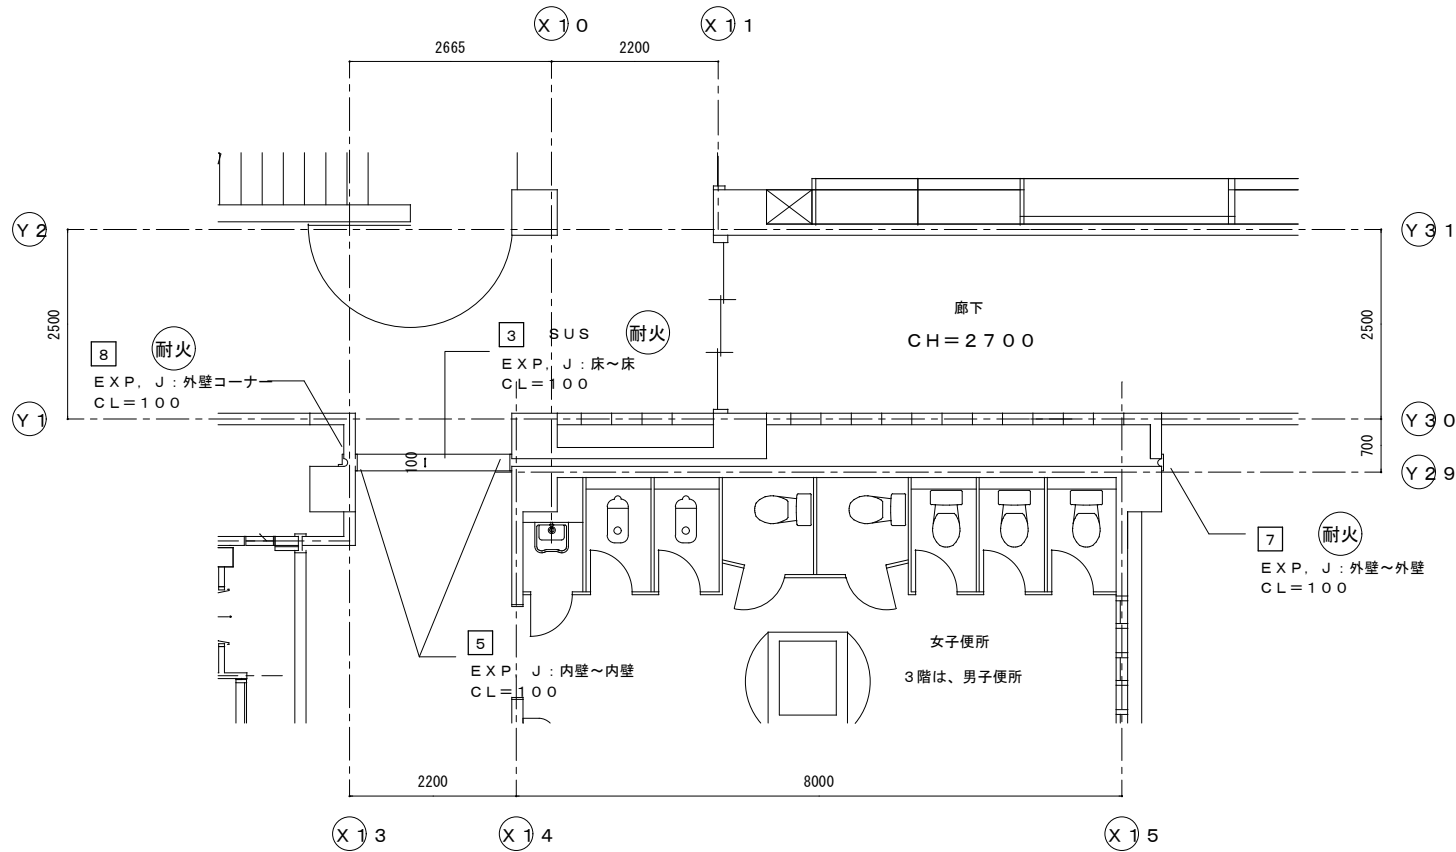 X10
X11
2665
2200
Y2
Y31
2500
2500
8
耐火
EXP, J:外壁コーナー
CL=100
3
SUS
耐火
EXP, J:床~床
CL=100
廊下
CH=2700
Y1
Y30
700
Y29
100
7
耐火
EXP, J:外壁~外壁
CL=100
5
EXP, J:内壁~内壁
CL=100
女子便所
3階は、男子便所
2200
8000
X13
X14
X15